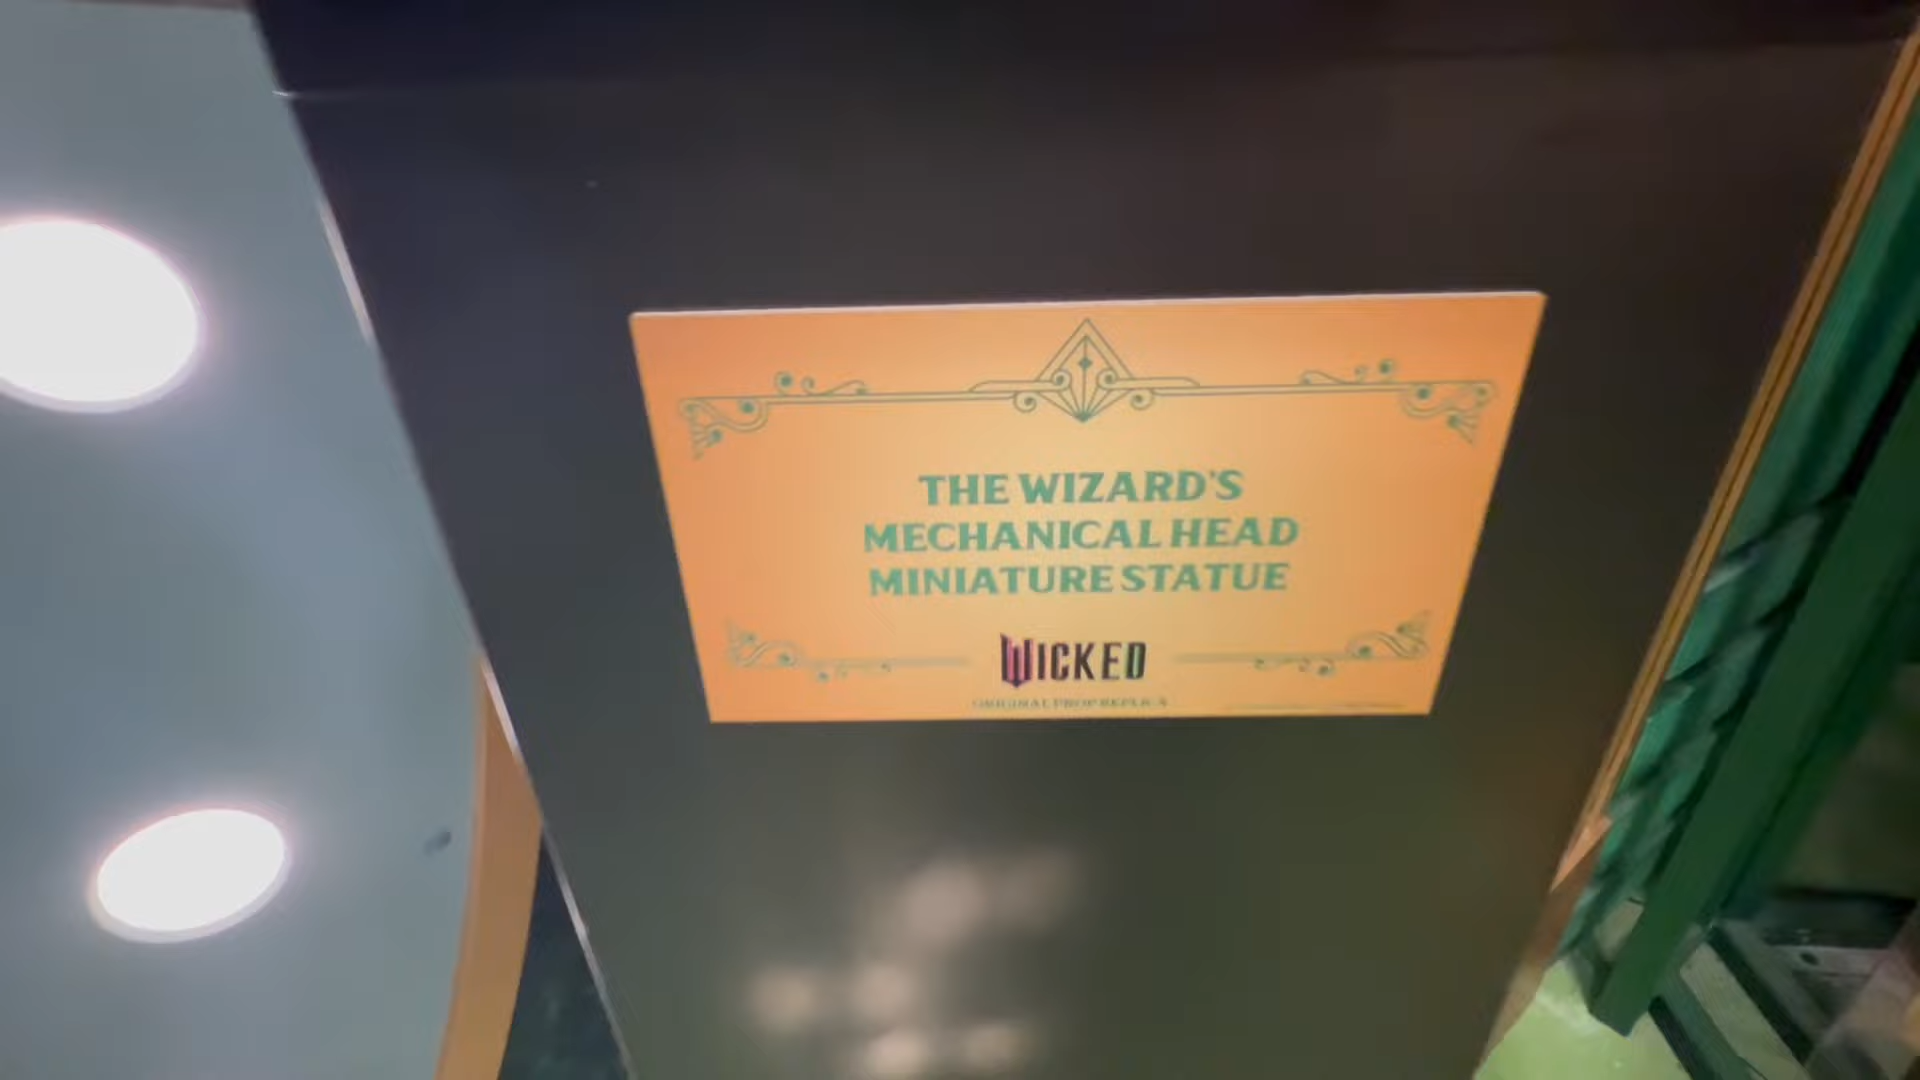 THE WIZARD'S
MECHANICAL HEAD
MINIATURE STATUE
WICKED
ORIGINAL PROP REPLICA